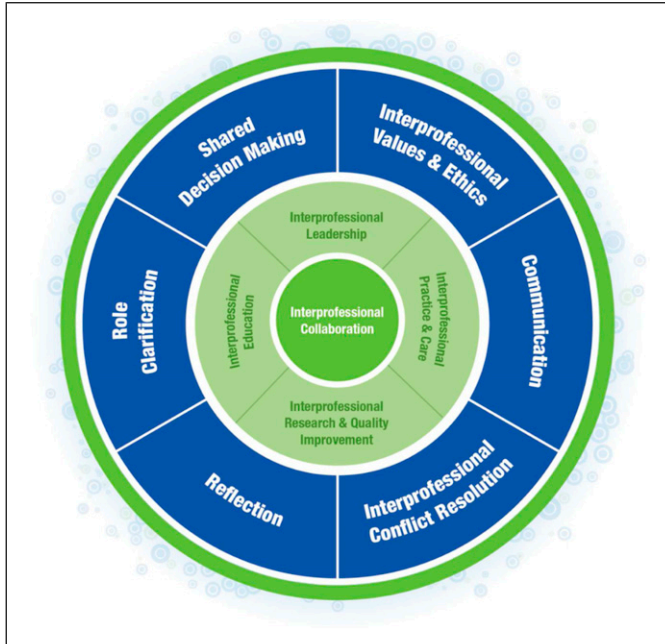 Shared
Decision Making
Interprofessional
Values & Ethics
Communication
Interprofessional
Conflict Resolution
Reflection
Role
Clarification
Interprofessional
Leadership
Interprofessional
Practice & Care
Interprofessional
Research & Quality
Improvement
Interprofessional
Education
Interprofessional
Collaboration